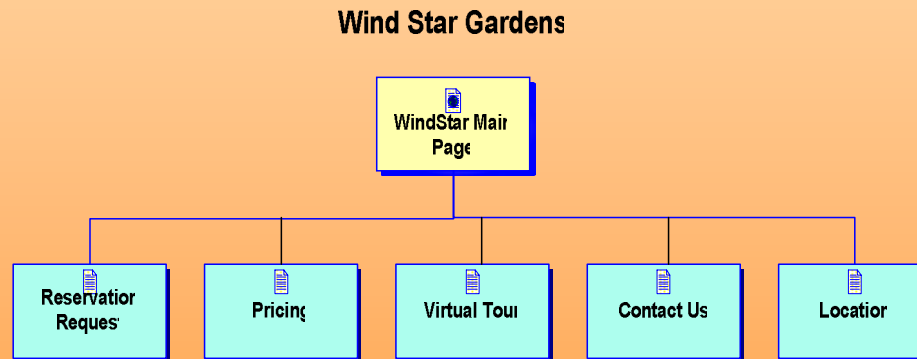 Wind Star Gardens
WindStar Main
Page
Reservation
Request
Pricing
Virtual Tour
Contact Us
Location